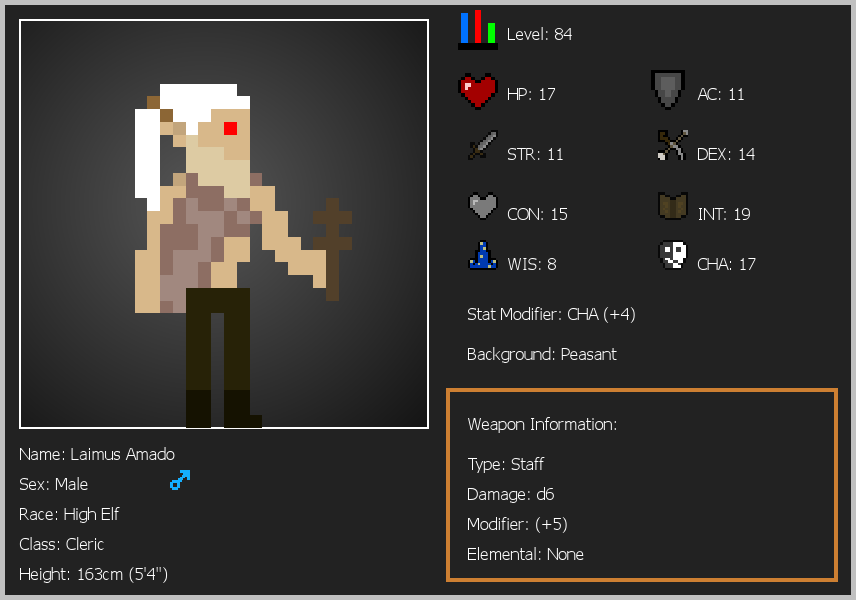 Level: 84
HP: 17
AC: 11
STR: 11
DEX: 14
CON: 15
INT: 19
WIS: 8
CHA: 17
Stat Modifier: CHA (+4)
Background: Peasant
Weapon Information:
Type: Staff
Damage: d6
Modifier: (+5)
Elemental: None
Name: Laimus Amado
Sex: Male
Race: High Elf
Class: Cleric
Height: 163cm (5'4")